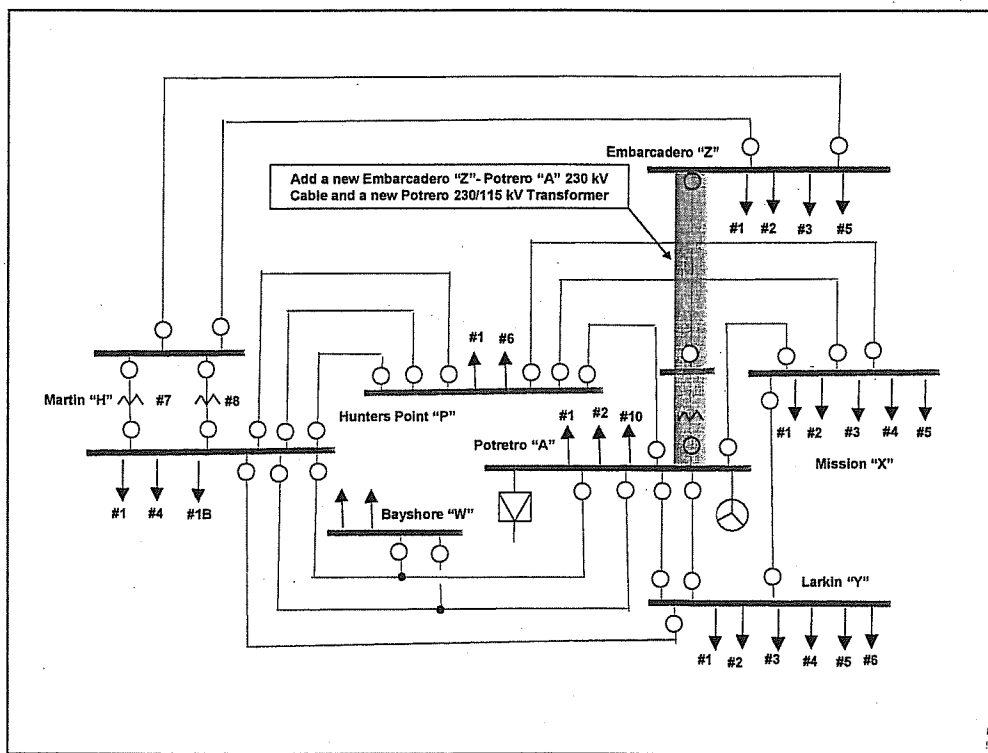 Embarcadero "Z"
Add a new Embarcadero "Z"- Potrero "A" 230 kV
Cable and a new Potrero 230/115 kV Transformer
#1 #2 #3 #5
#1 #6
Martin "H" #7 #8
Hunters Point "P"
#1 #2 #10
Potretro "A"
#1 #2 #3 #4 #5
Mission "X"
#1 #4 #1B
Bayshore "W"
Larkin "Y"
#1 #2 #3 #4 #5 #6